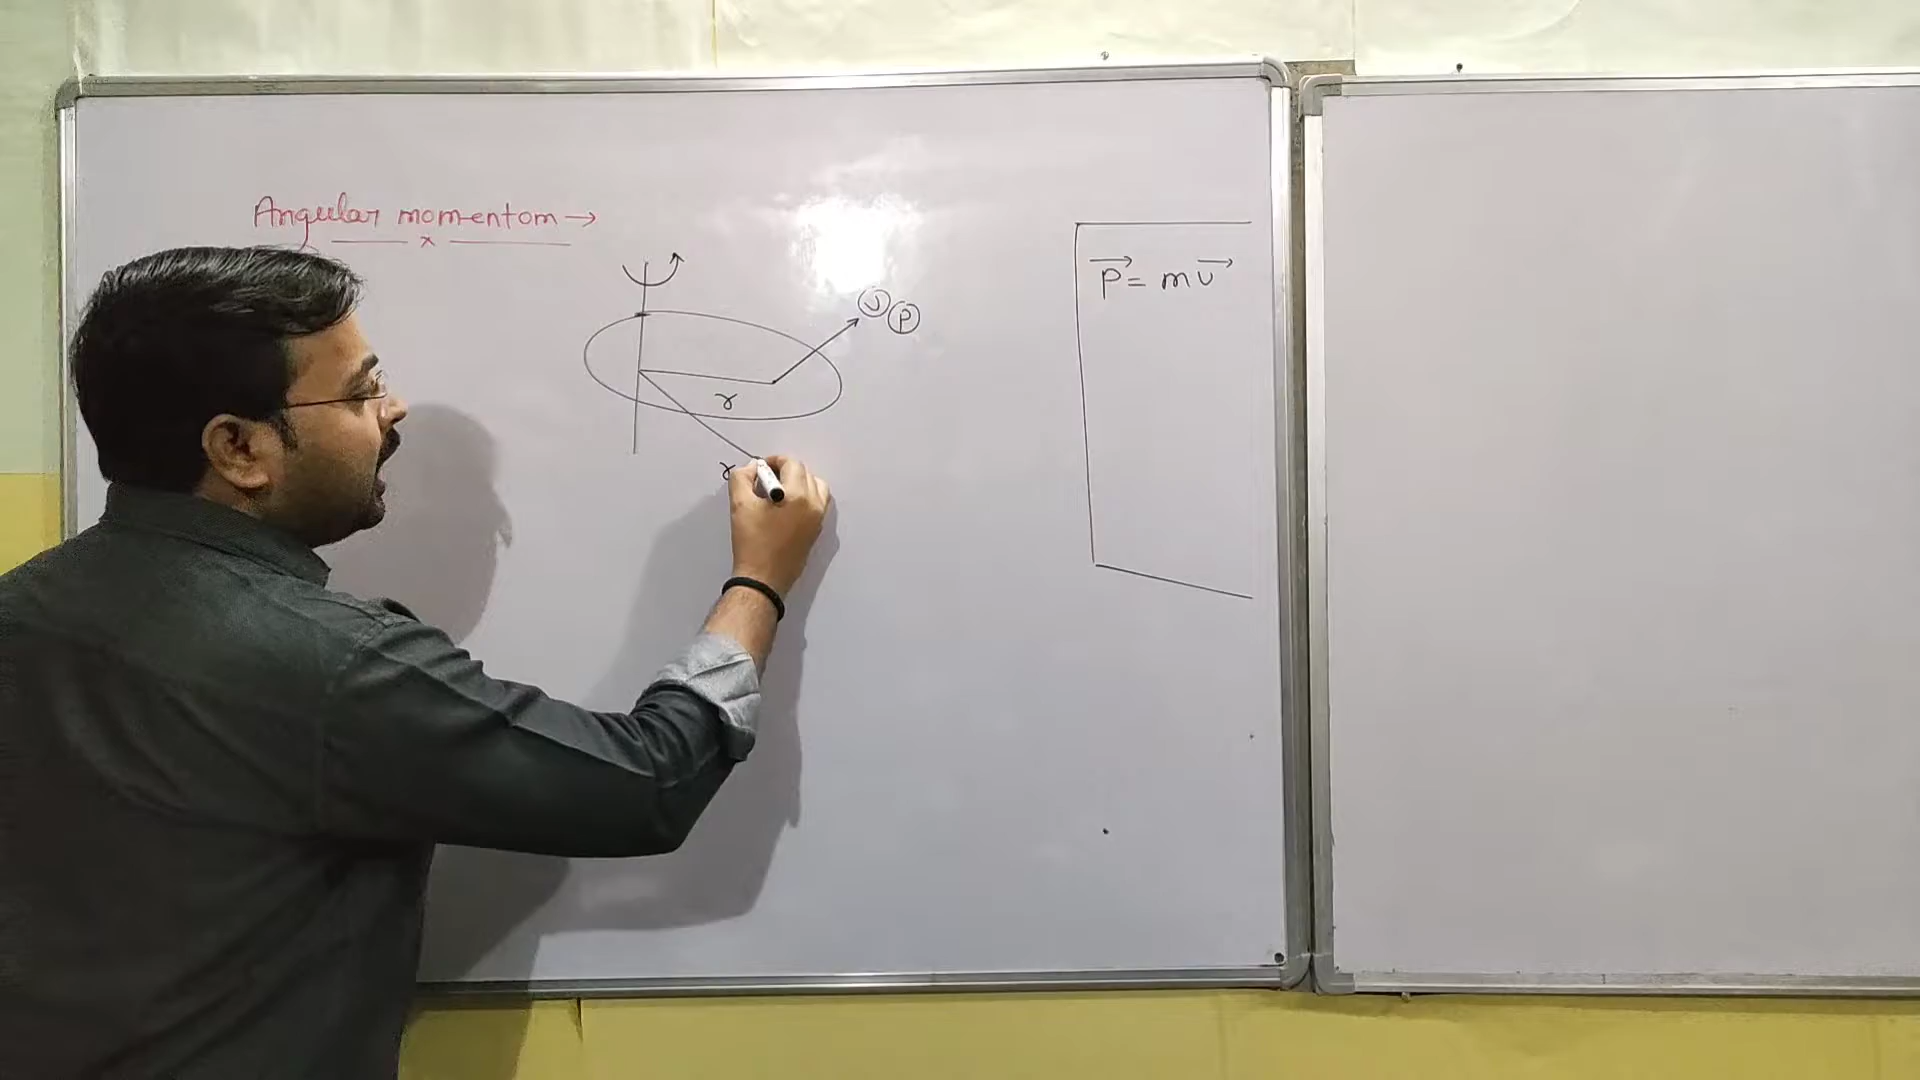 Angular momentom →
x
v p
r
r
p = mv